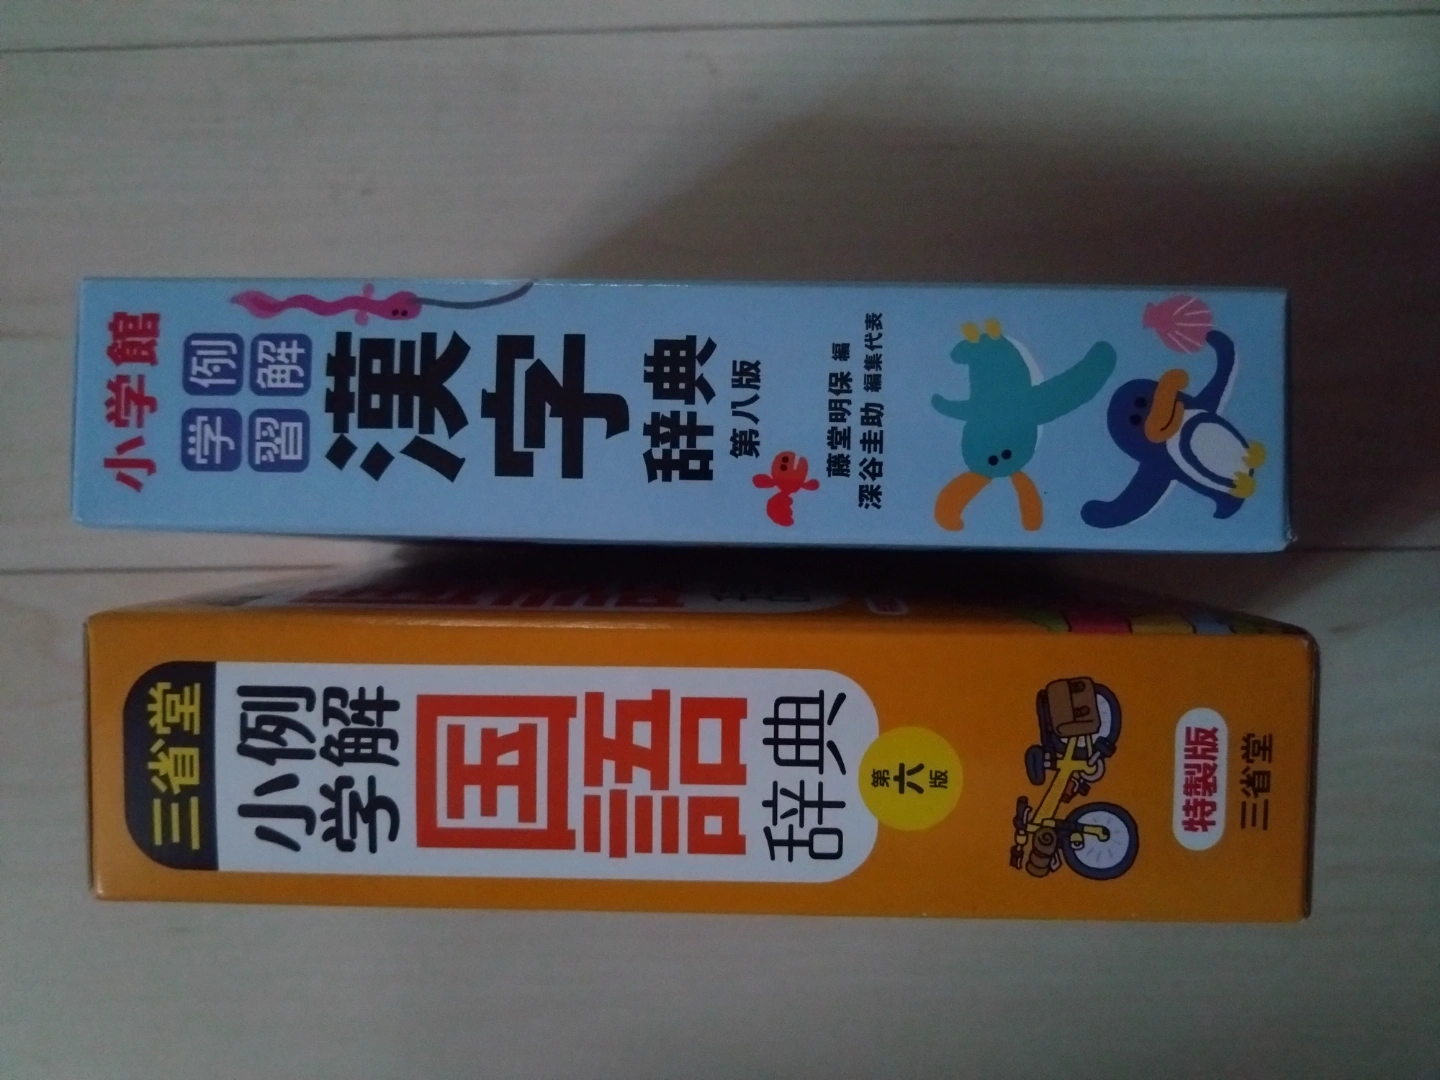 小学館
例解
学習
漢字
辞典
第八版
藤堂明保 編
深谷圭助 編集代表
三省堂
例解
小学
国語
辞典
第六版
特製版
三省堂